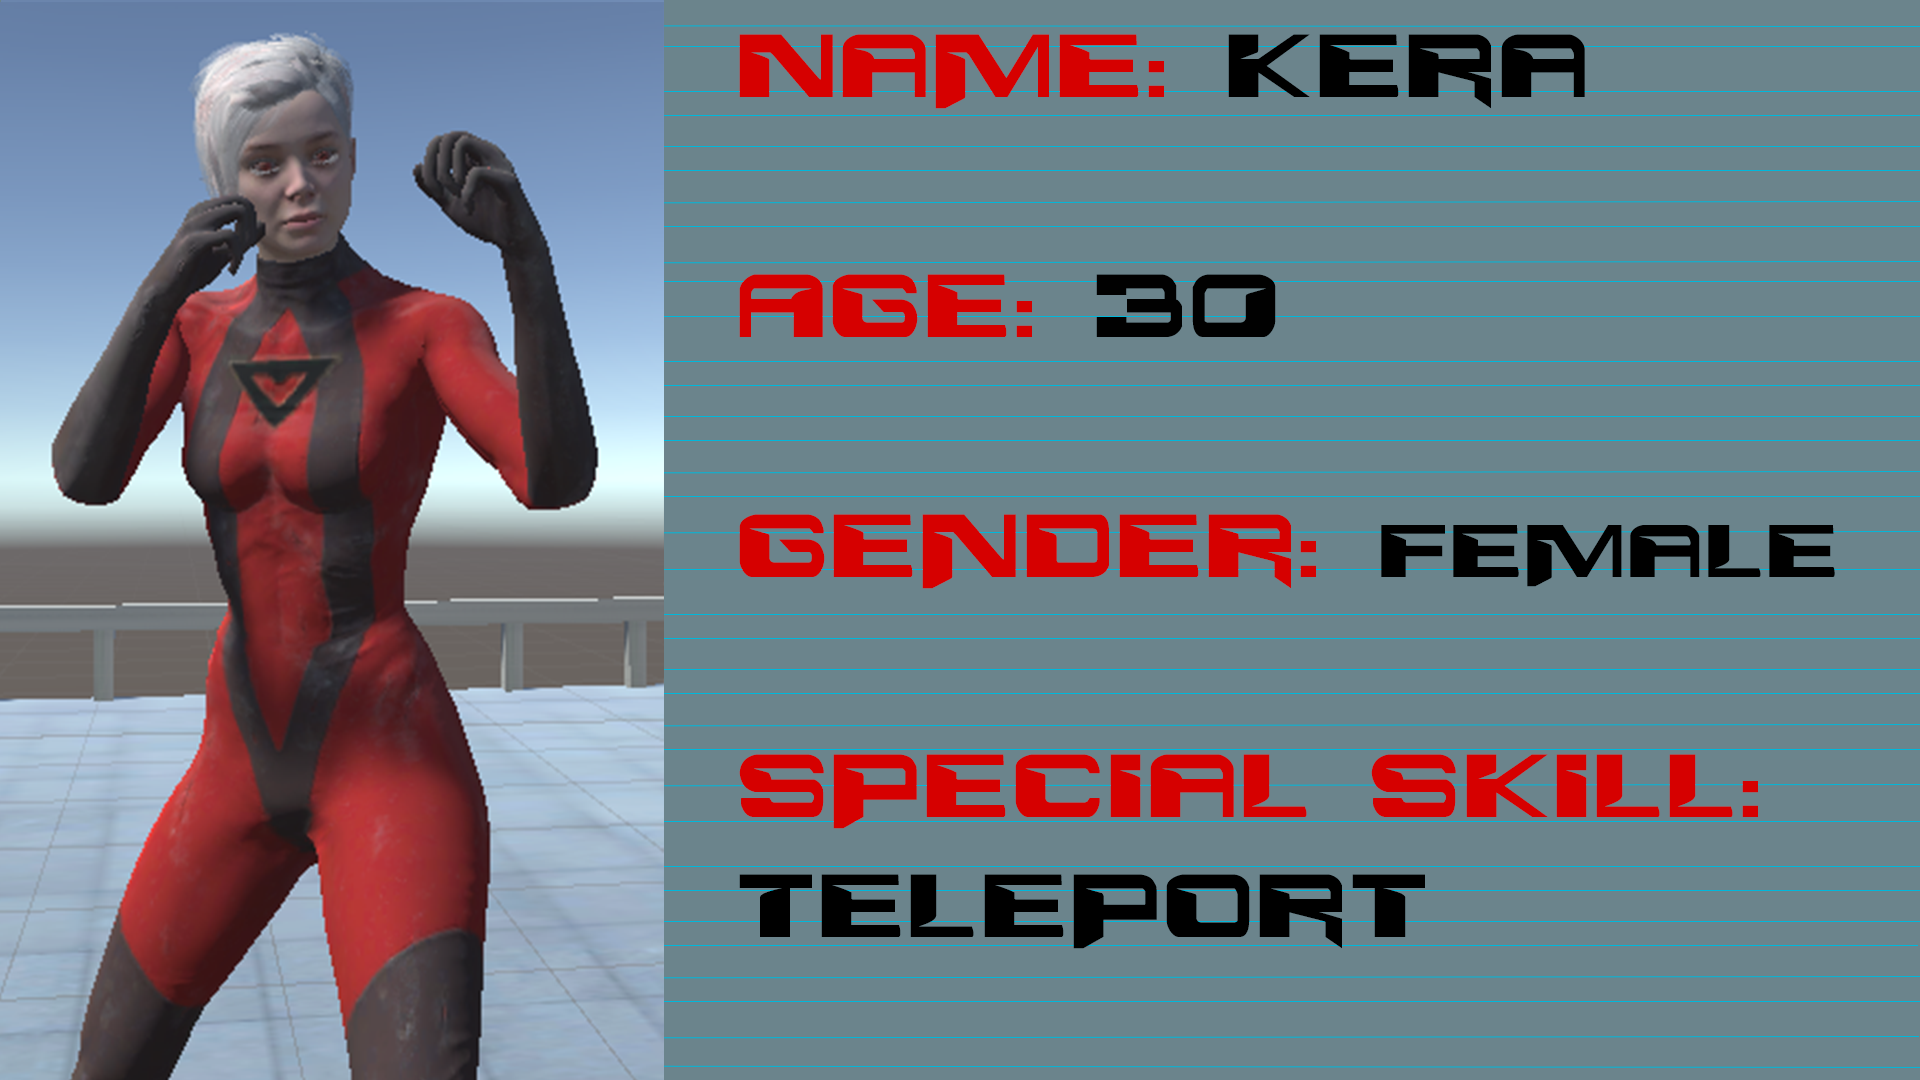 NAME: KERA
AGE: 30
GENDER: FEMALE
SPECIAL SKILL:
TELEPORT